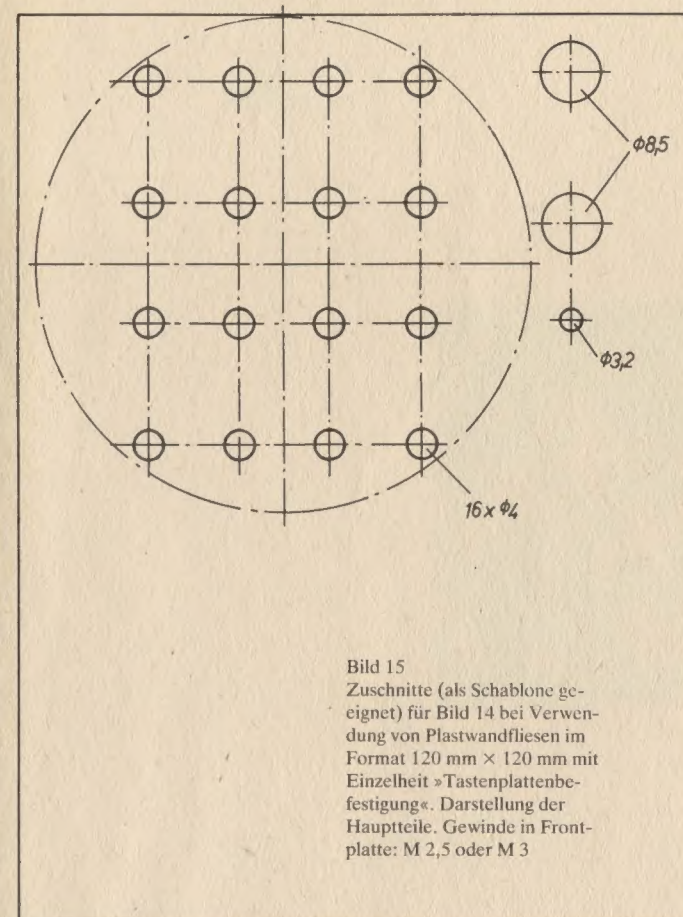 ϕ8,5
ϕ3,2
16x ϕ4
Bild 15
Zuschnitte (als Schablone ge-
eignet) für Bild 14 bei Verwen-
dung von Plastwandfliesen im
Format 120 mm × 120 mm mit
Einzelheit »Tastenplattenbe-
festigung«. Darstellung der
Hauptteile. Gewinde in Front-
platte: M 2,5 oder M 3